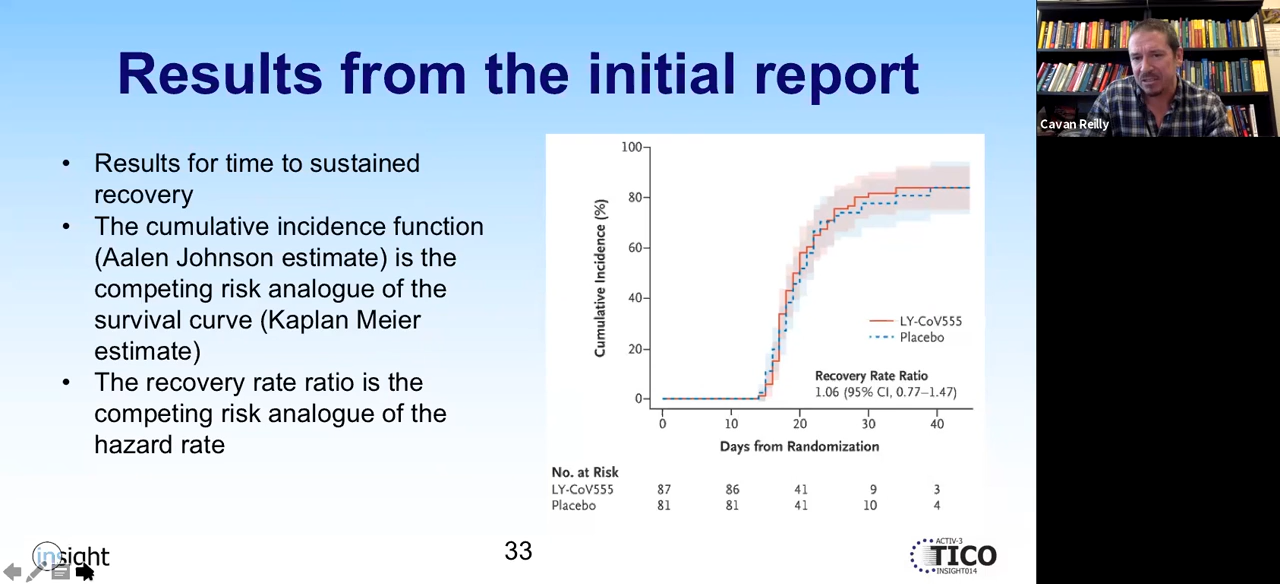 Results from the initial report
• Results for time to sustained
recovery
• The cumulative incidence function
(Aalen Johnson estimate) is the
competing risk analogue of the
survival curve (Kaplan Meier
estimate)
• The recovery rate ratio is the
competing risk analogue of the
hazard rate
Cumulative Incidence (%)
100
80
60
40
20
0
LY-CoV555
Placebo
Recovery Rate Ratio
1.06 (95% CI, 0.77–1.47)
0 10 20 30 40
Days from Randomization
No. at Risk
LY-CoV555 87 86 41 9 3
Placebo 81 81 41 10 4
insight
33
ACTIV-3
TICO
INSIGHT014
Cavan Reilly